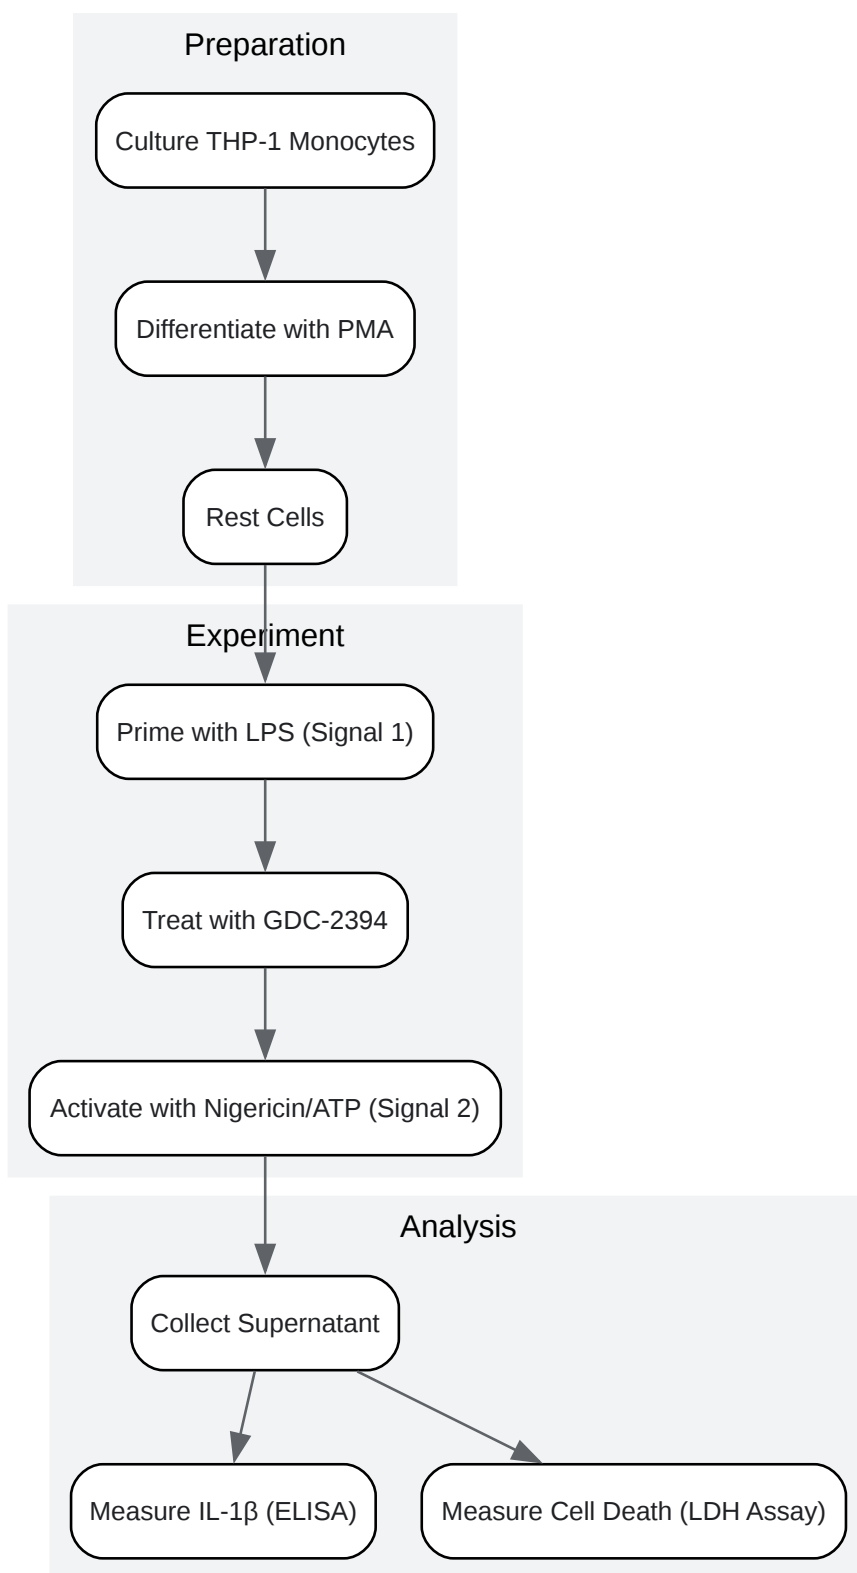 Preparation
Culture THP-1 Monocytes
Differentiate with PMA
Rest Cells
Experiment
Prime with LPS (Signal 1)
Treat with GDC-2394
Activate with Nigericin/ATP (Signal 2)
Analysis
Collect Supernatant
Measure IL-1β (ELISA)
Measure Cell Death (LDH Assay)